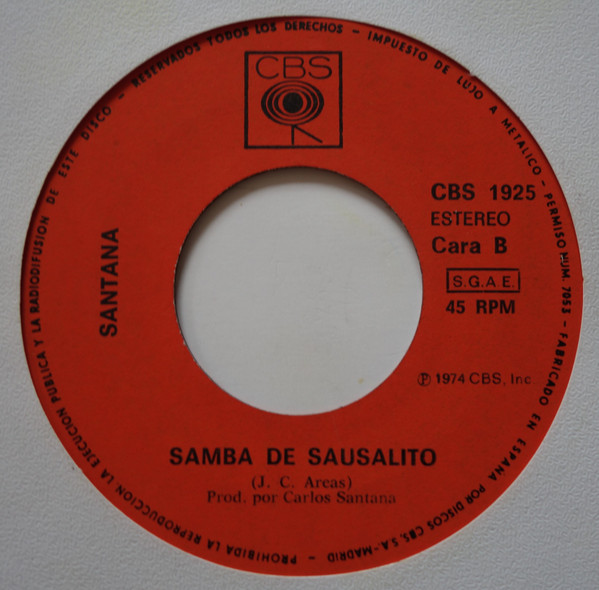 CBS
CBS 1925
ESTEREO
Cara B
S.G.A.E.
45 RPM
SANTANA
℗ 1974 CBS, Inc
SAMBA DE SAUSALITO
(J. C. Areas)
Prod. por Carlos Santana
RESERVADOS TODOS LOS DERECHOS - IMPUESTO DE LUJO A METALICO - PERMISO NUM. 7053 - FABRICADO EN ESPAÑA POR DISCOS CBS. S.A.-MADRID - PROHIBIDA LA REPRODUCCION LA EJECUCION PUBLICA Y LA RADIODIFUSION DE ESTE DISCO -